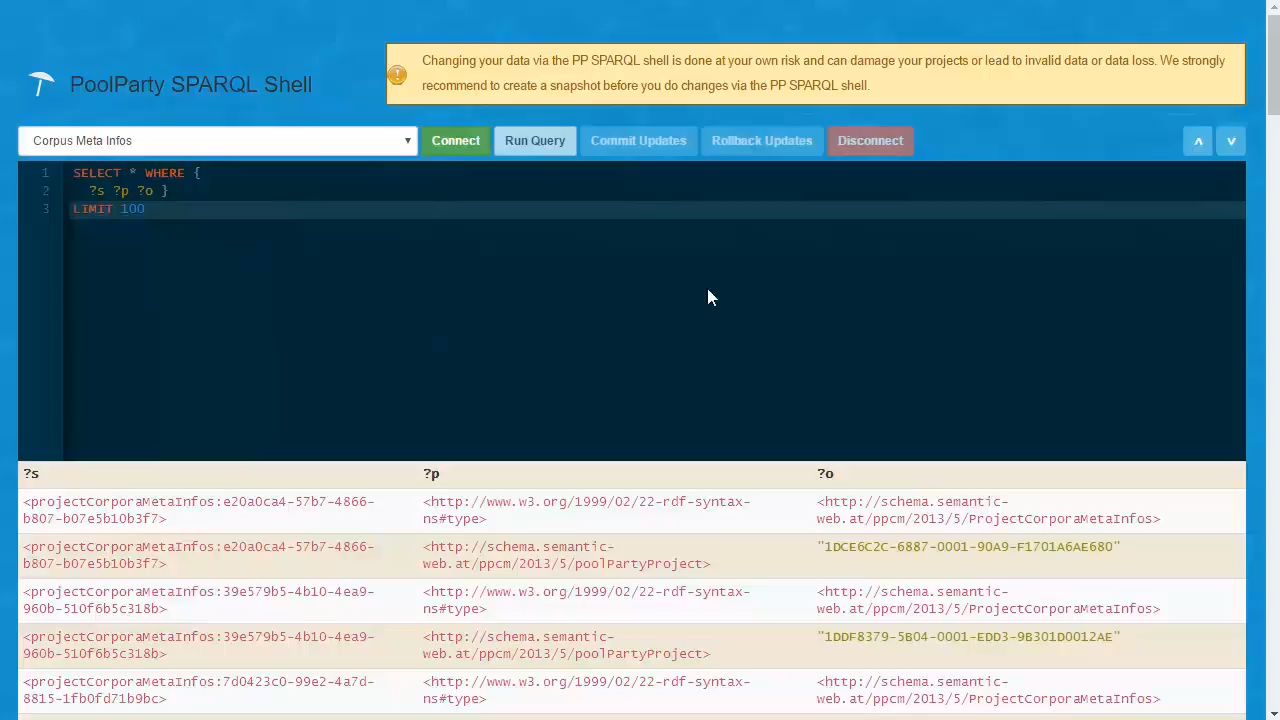 Changing your data via the PP SPARQL shell is done at your own risk and can damage your projects or lead to invalid data or data loss. We strongly
recommend to create a snapshot before you do changes via the PP SPARQL shell.
PoolParty SPARQL Shell
Corpus Meta Infos Connect Run Query Commit Updates Rollback Updates Disconnect
1 SELECT * WHERE {
2 ?s ?p ?o }
3 LIMIT 100
?s ?p ?o
<projectCorporaMetaInfos:e20a0ca4-57b7-4866- <http://www.w3.org/1999/02/22-rdf-syntax- <http://schema.semantic-
b807-b07e5b10b3f7> ns#type> web.at/ppcm/2013/5/ProjectCorporaMetaInfos>
<projectCorporaMetaInfos:e20a0ca4-57b7-4866- <http://schema.semantic- "1DCE6C2C-6887-0001-90A9-F1701A6AE680"
b807-b07e5b10b3f7> web.at/ppcm/2013/5/poolPartyProject>
<projectCorporaMetaInfos:39e579b5-4b10-4ea9- <http://www.w3.org/1999/02/22-rdf-syntax- <http://schema.semantic-
960b-510f6b5c318b> ns#type> web.at/ppcm/2013/5/ProjectCorporaMetaInfos>
<projectCorporaMetaInfos:39e579b5-4b10-4ea9- <http://schema.semantic- "1DDF8379-5B04-0001-EDD3-9B301D0012AE"
960b-510f6b5c318b> web.at/ppcm/2013/5/poolPartyProject>
<projectCorporaMetaInfos:7d0423c0-99e2-4a7d- <http://www.w3.org/1999/02/22-rdf-syntax- <http://schema.semantic-
8815-1fb0fd71b9bc> ns#type> web.at/ppcm/2013/5/ProjectCorporaMetaInfos>